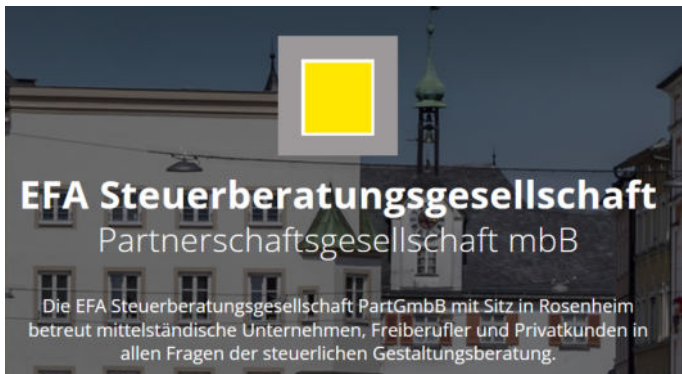 EFA Steuerberatungsgesellschaft
Partnerschaftsgesellschaft mbB
Die EFA Steuerberatungsgesellschaft PartGmbB mit Sitz in Rosenheim
betreut mittelständische Unternehmen, Freiberufler und Privatkunden in
allen Fragen der steuerlichen Gestaltungsberatung.